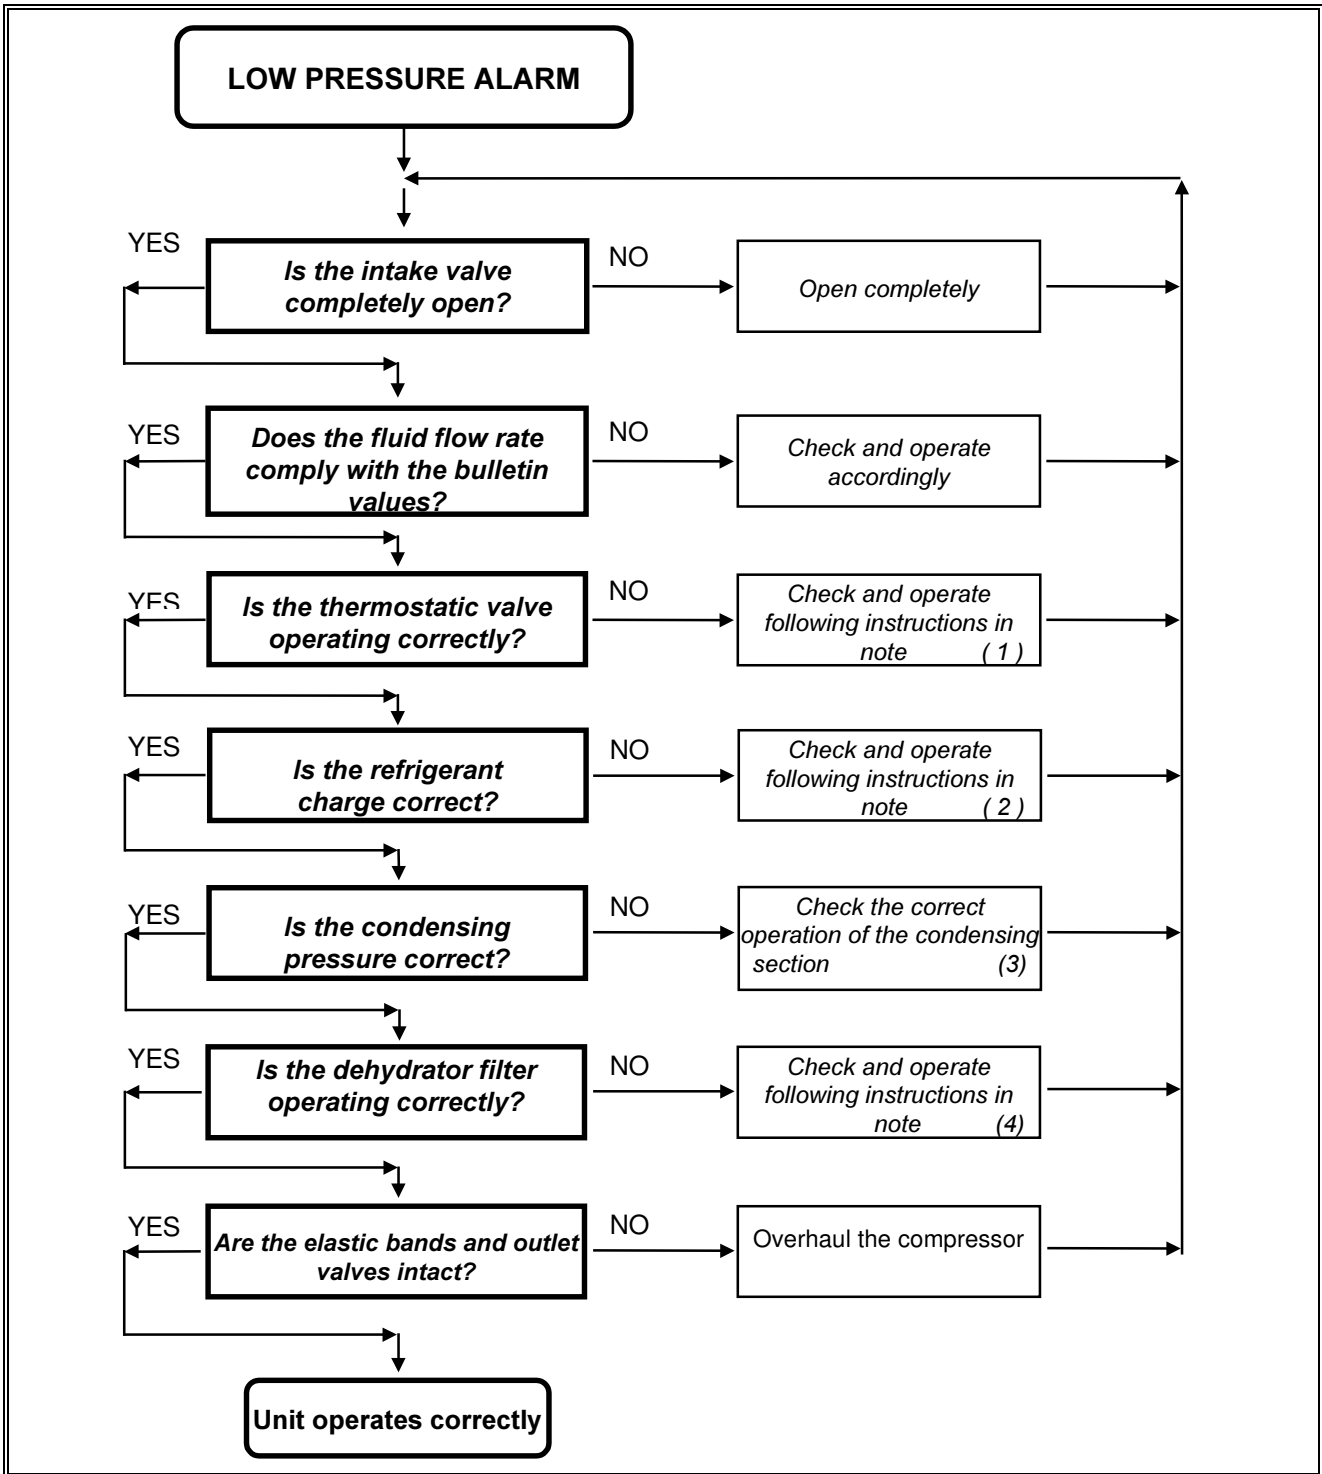 LOW PRESSURE ALARM
YES
Is the intake valve
completely open?
NO
Open completely
YES
Does the fluid flow rate
comply with the bulletin
values?
NO
Check and operate
accordingly
YES
Is the thermostatic valve
operating correctly?
NO
Check and operate
following instructions in
note ( 1 )
YES
Is the refrigerant
charge correct?
NO
Check and operate
following instructions in
note ( 2 )
YES
Is the condensing
pressure correct?
NO
Check the correct
operation of the condensing
section (3)
YES
Is the dehydrator filter
operating correctly?
NO
Check and operate
following instructions in
note (4)
YES
Are the elastic bands and outlet
valves intact?
NO
Overhaul the compressor
Unit operates correctly